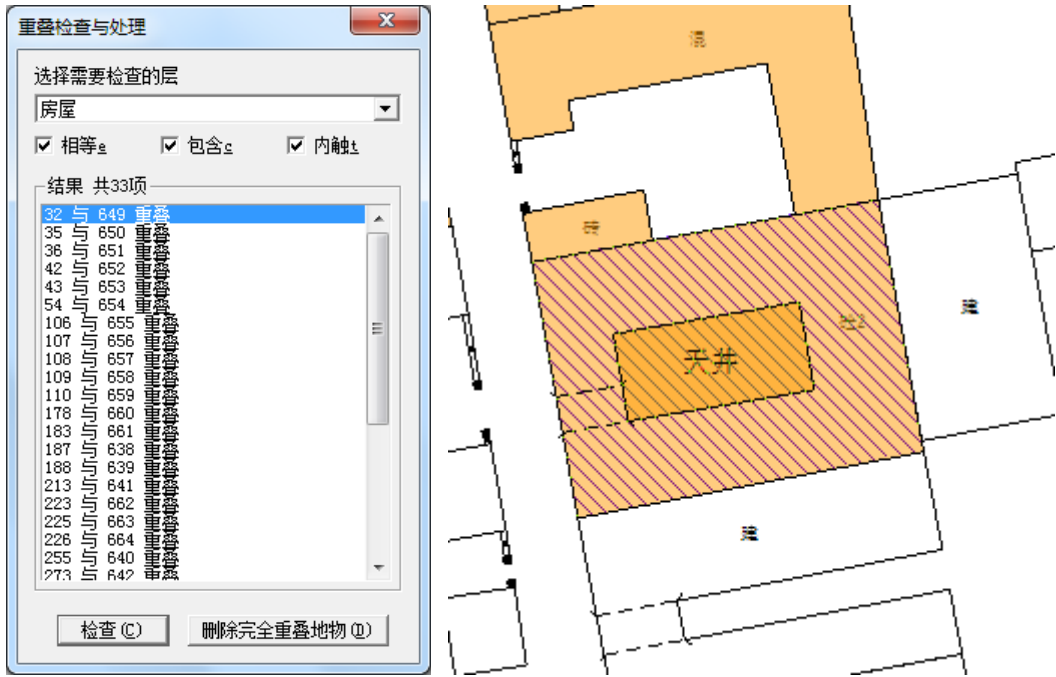 重叠检查与处理
选择需要检查的层
房屋
相等e 包含c 内触t
结果 共33项
32 与 649 重叠
35 与 650 重叠
36 与 651 重叠
42 与 652 重叠
43 与 653 重叠
54 与 654 重叠
106 与 655 重叠
107 与 656 重叠
108 与 657 重叠
109 与 658 重叠
110 与 659 重叠
178 与 660 重叠
183 与 661 重叠
187 与 638 重叠
188 与 639 重叠
213 与 641 重叠
223 与 662 重叠
225 与 663 重叠
226 与 664 重叠
255 与 640 重叠
273 与 642 重叠
检查(C) 删除完全重叠地物(D)
混
砖
建
天井
建